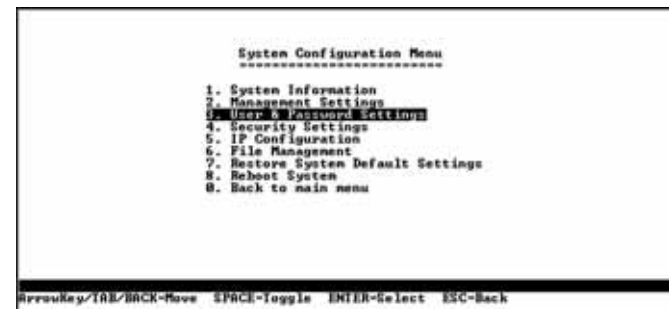 System Configuration Menu
==========================
1. System Information
2. Management Settings
3. User & Password Settings
4. Security Settings
5. IP Configuration
6. File Management
7. Restore System Default Settings
8. Reboot System
0. Back to main menu
ArrowKey/TAB/BACK=Move SPACE=Toggle ENTER=Select ESC=Back